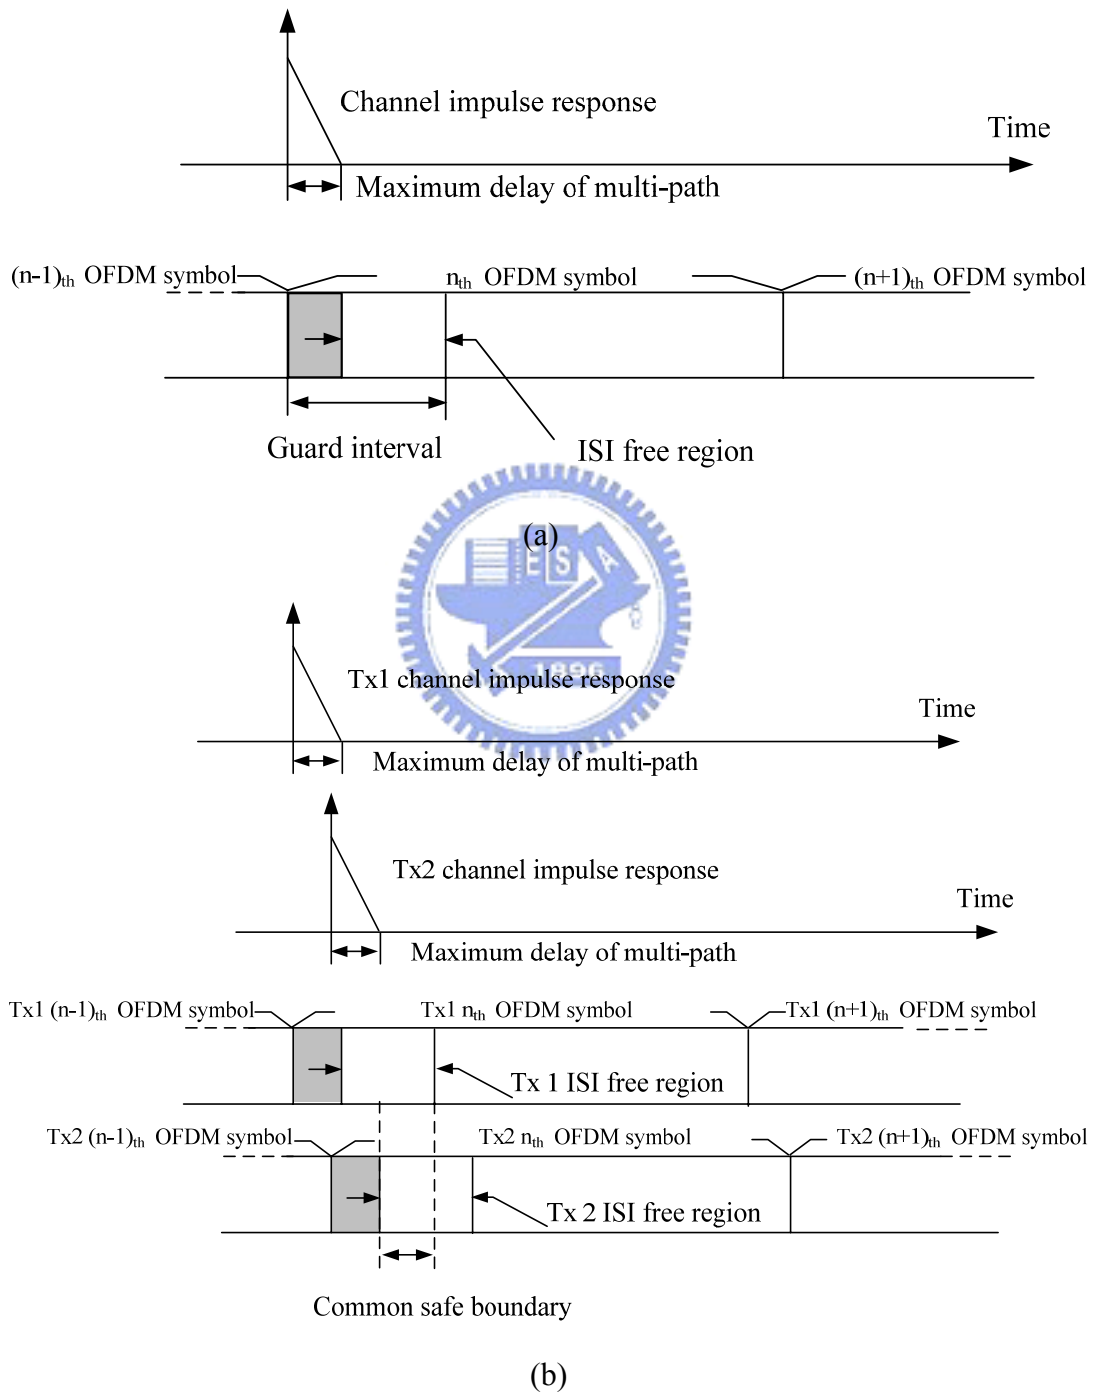 Channel impulse response
Time
Maximum delay of multi-path
(n-1)th OFDM symbol
nth OFDM symbol
(n+1)th OFDM symbol
Guard interval
ISI free region
(a)
E S A
1896
Tx1 channel impulse response
Time
Maximum delay of multi-path
Tx2 channel impulse response
Time
Maximum delay of multi-path
Tx1 (n-1)th OFDM symbol
Tx1 nth OFDM symbol
Tx1 (n+1)th OFDM symbol
Tx 1 ISI free region
Tx2 (n-1)th OFDM symbol
Tx2 nth OFDM symbol
Tx2 (n+1)th OFDM symbol
Tx 2 ISI free region
Common safe boundary
(b)